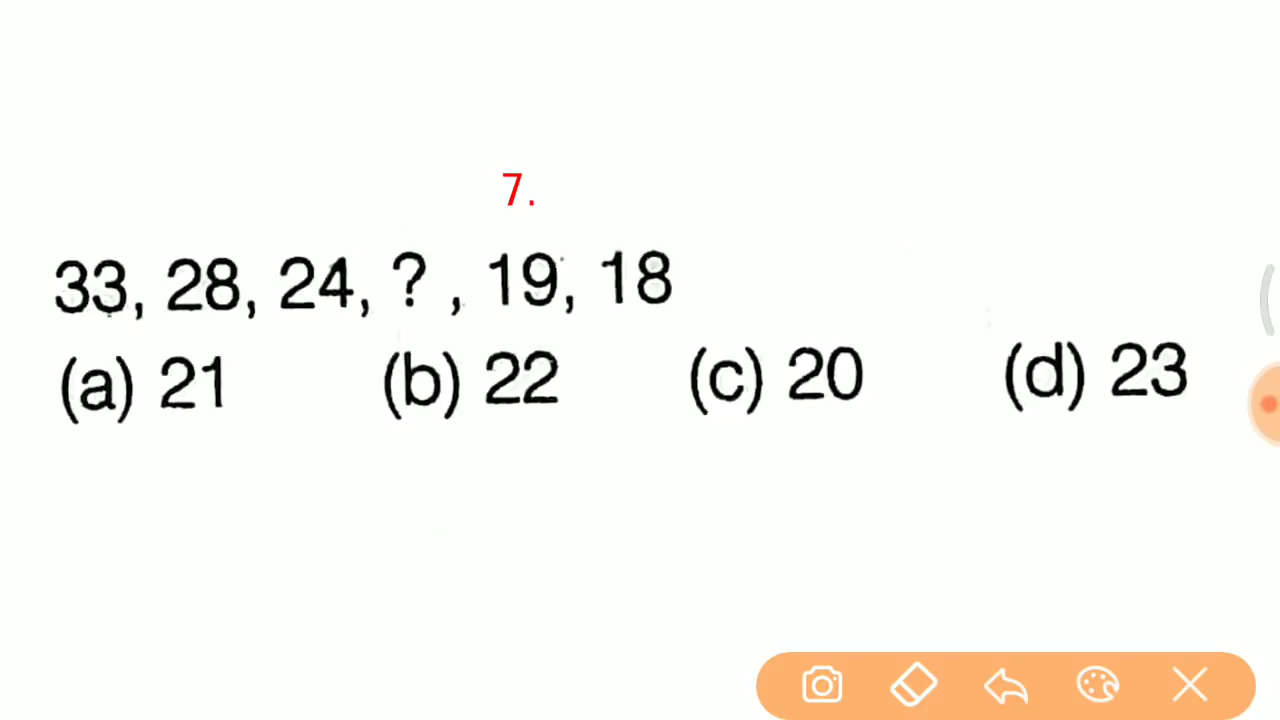 7.
33, 28, 24, ? , 19, 18
(a) 21 (b) 22 (c) 20 (d) 23